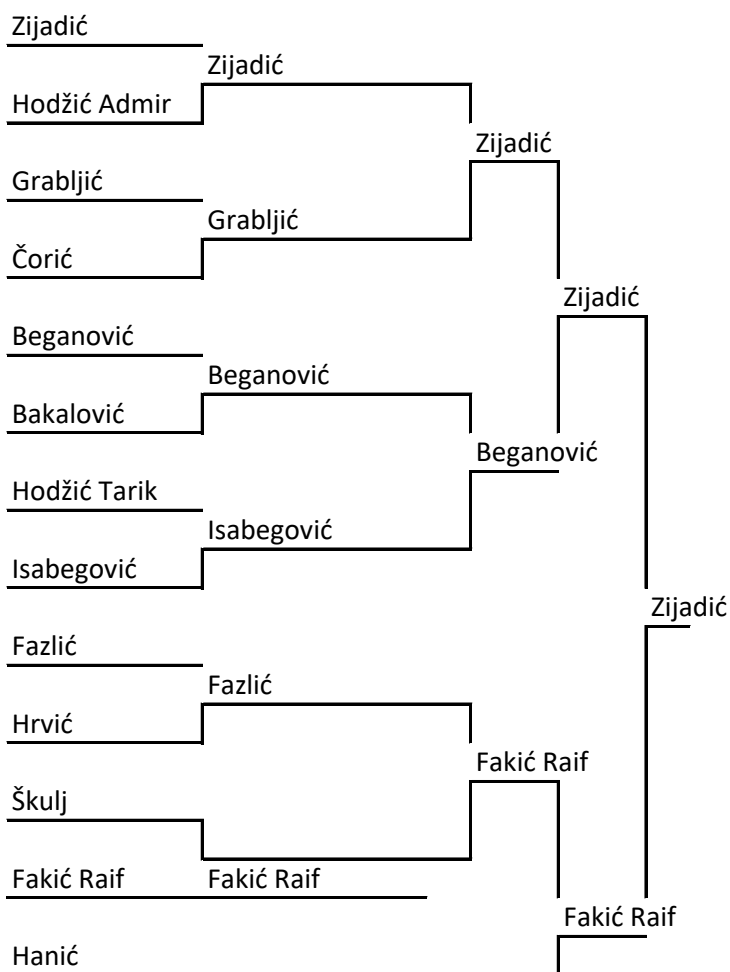 Zijadić
Zijadić
Hodžić Admir
Zijadić
Grabljić
Grabljić
Čorić
Zijadić
Beganović
Beganović
Bakalović
Beganović
Hodžić Tarik
Isabegović
Isabegović
Zijadić
Fazlić
Fazlić
Hrvić
Fakić Raif
Škulj
Fakić Raif Fakić Raif
Fakić Raif
Hanić